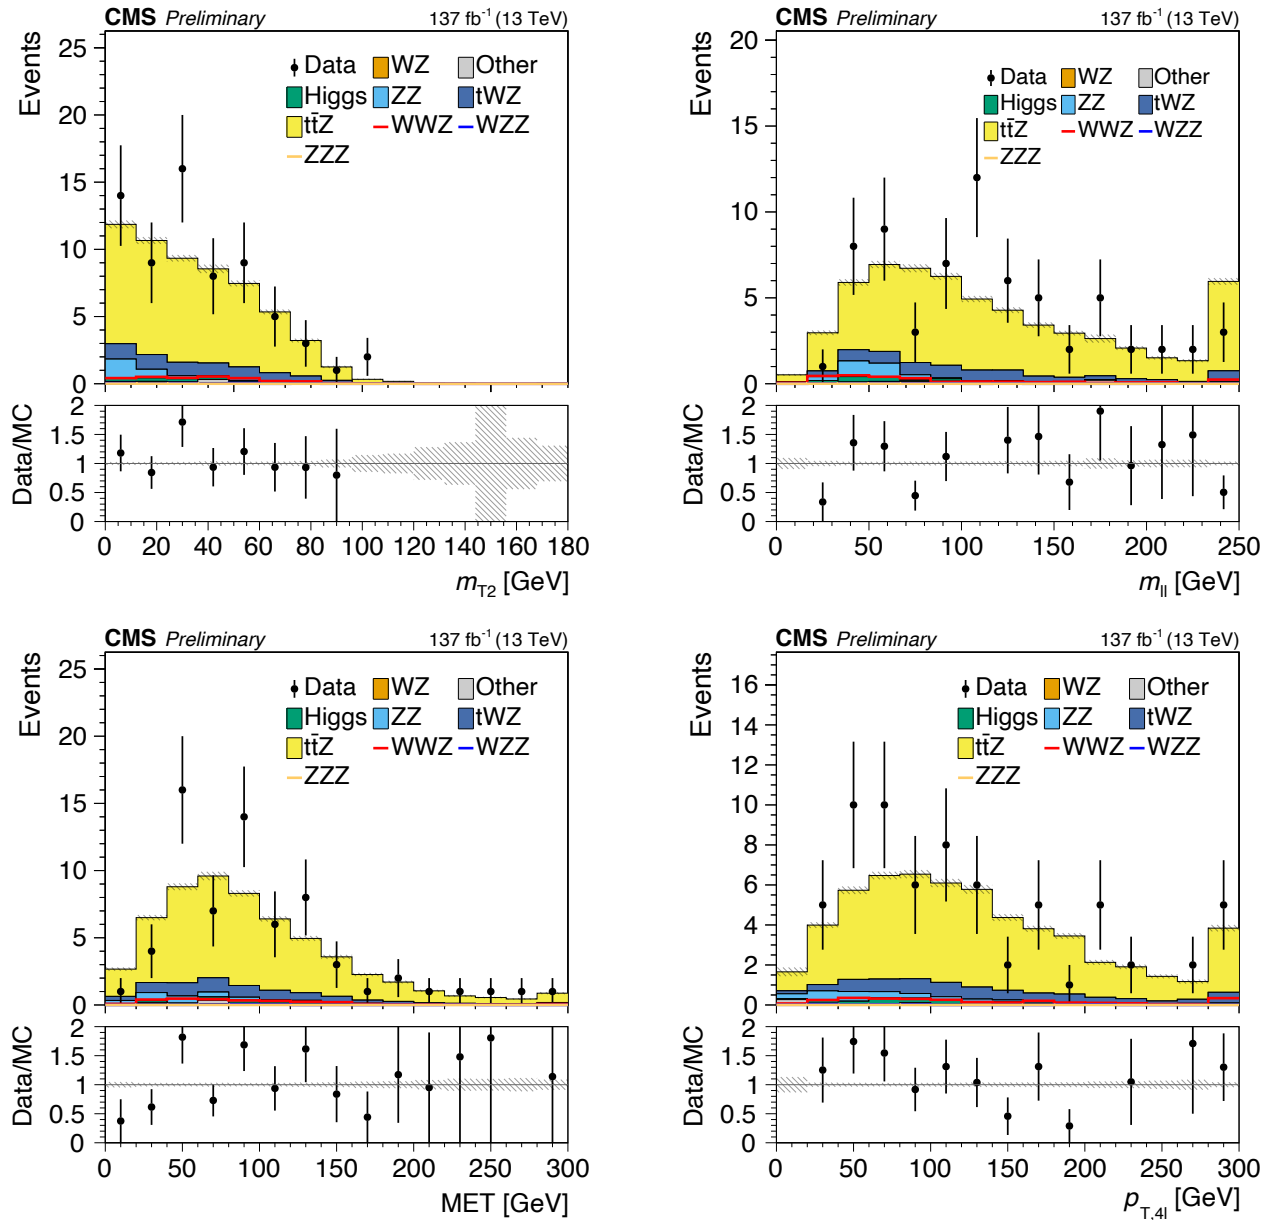 CMS Preliminary 137 fb⁻¹ (13 TeV)
Events
25
20
15
10
5
0
Data WZ Other
Higgs ZZ tWZ
tt̄Z WWZ WZZ
ZZZ
Data/MC
2
1.5
1
0.5
0
0 20 40 60 80 100 120 140 160 180
m_T2 [GeV]
CMS Preliminary 137 fb⁻¹ (13 TeV)
Events
20
15
10
5
0
Data WZ Other
Higgs ZZ tWZ
tt̄Z WWZ WZZ
ZZZ
Data/MC
2
1.5
1
0.5
0
0 50 100 150 200 250
m_ll [GeV]
CMS Preliminary 137 fb⁻¹ (13 TeV)
Events
25
20
15
10
5
0
Data WZ Other
Higgs ZZ tWZ
tt̄Z WWZ WZZ
ZZZ
Data/MC
2
1.5
1
0.5
0
0 50 100 150 200 250 300
MET [GeV]
CMS Preliminary 137 fb⁻¹ (13 TeV)
Events
16
14
12
10
8
6
4
2
0
Data WZ Other
Higgs ZZ tWZ
tt̄Z WWZ WZZ
ZZZ
Data/MC
2
1.5
1
0.5
0
0 50 100 150 200 250 300
p_T,4l [GeV]